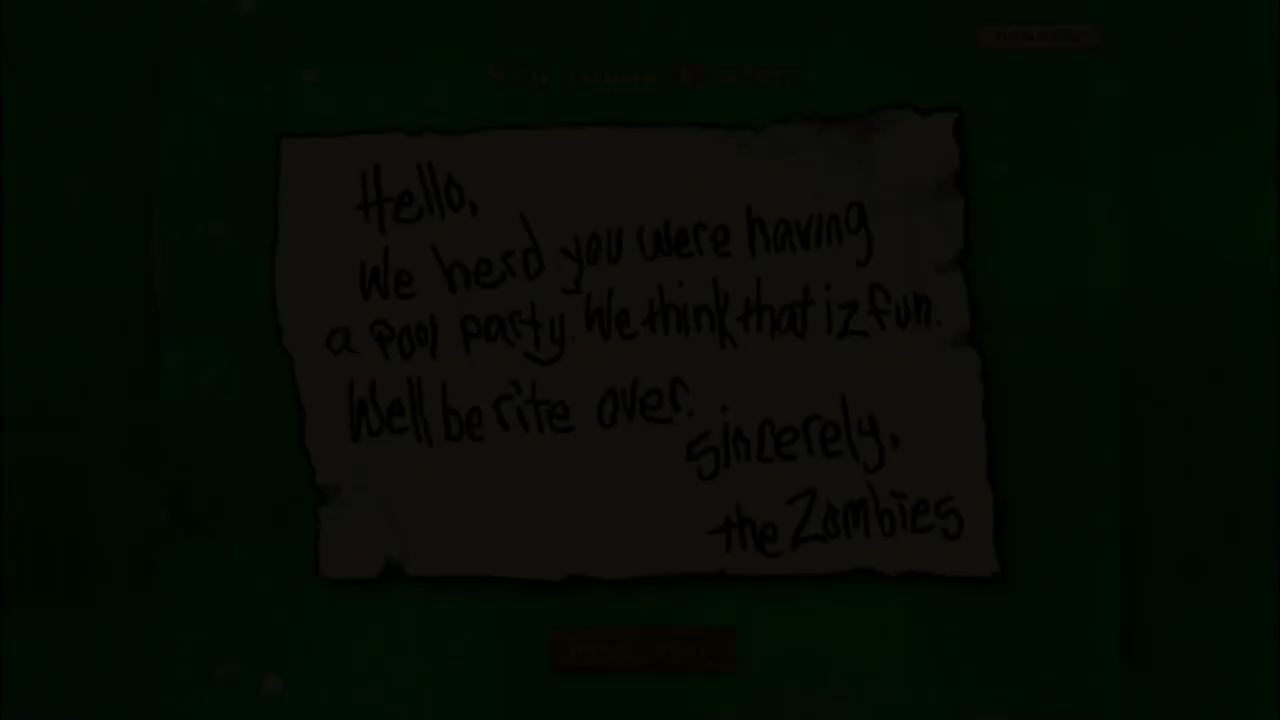 Hello,
We herd you were having
a pool party. We think that iz fun.
Well be rite over.
sincerely,
the Zombies